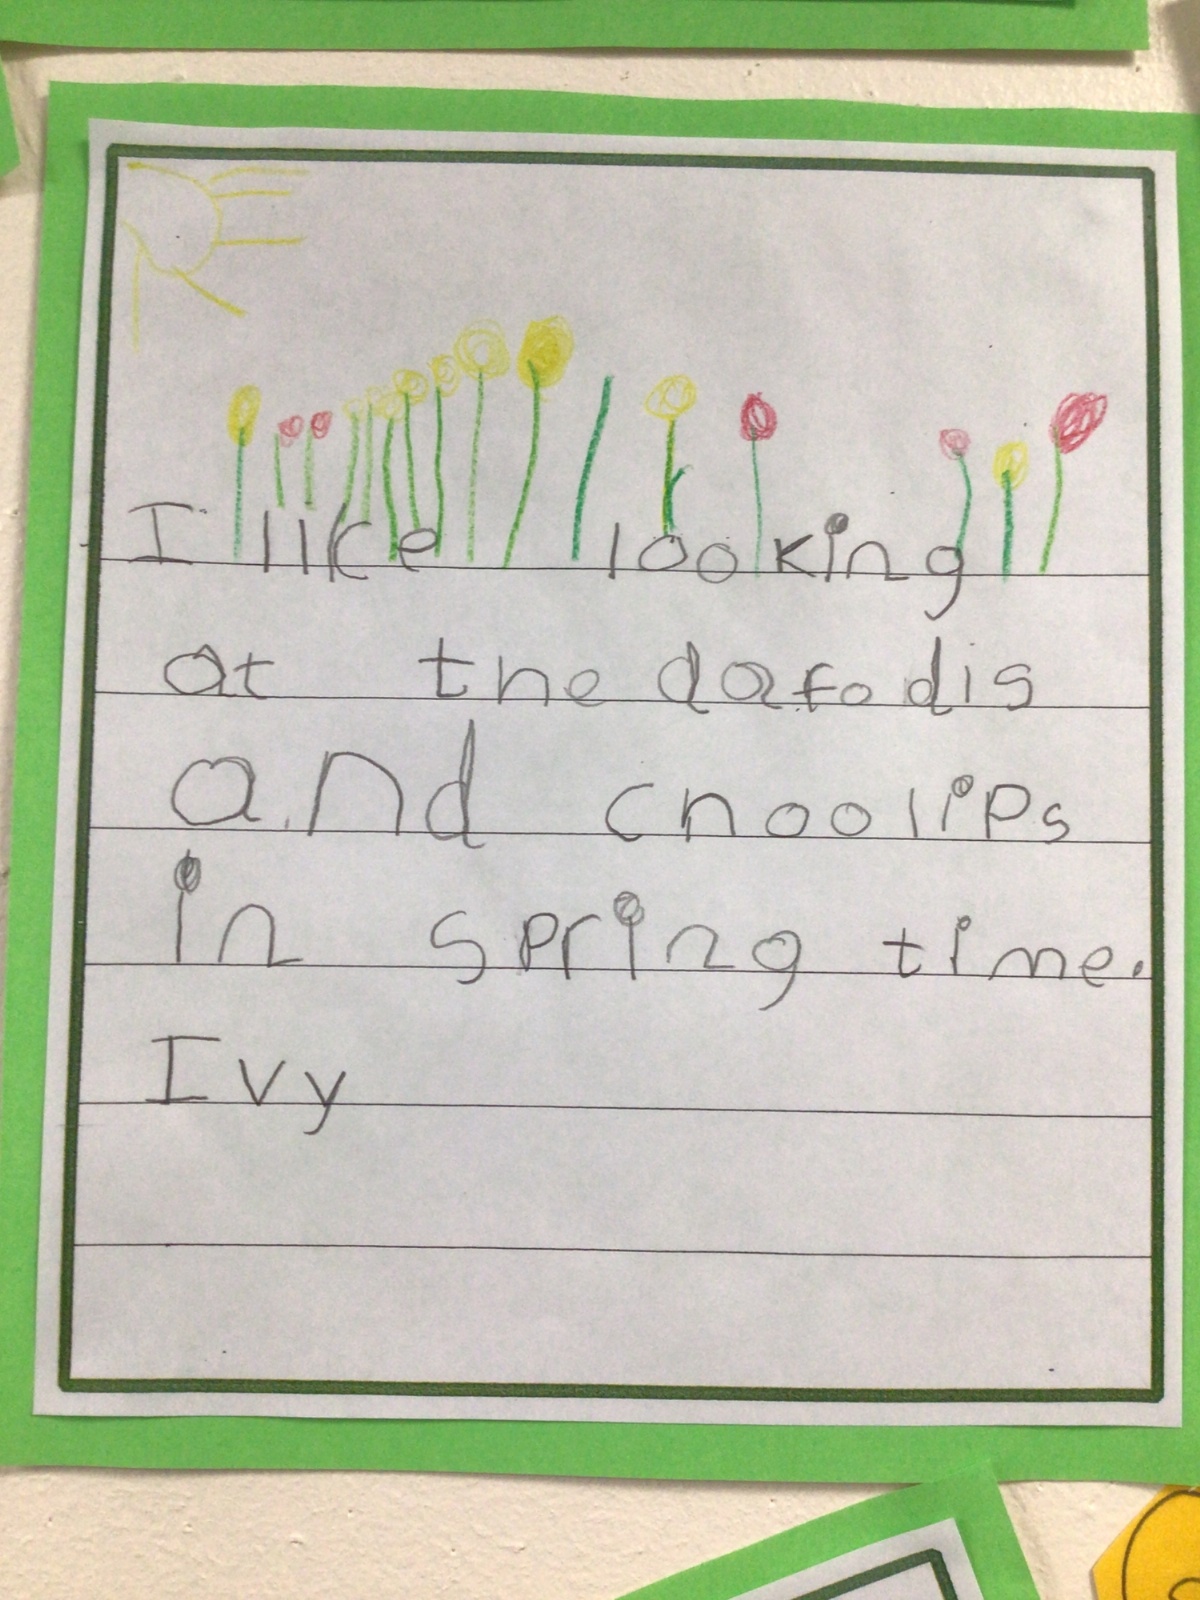 I like looking
at the dafodis
and cnoolips
in spring time.
Ivy